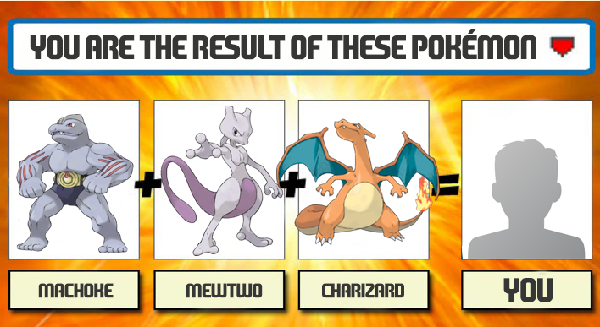 YOU ARE THE RESULT OF THESE POKÉMON
+ + =
MACHOKE MEWTWO CHARIZARD YOU